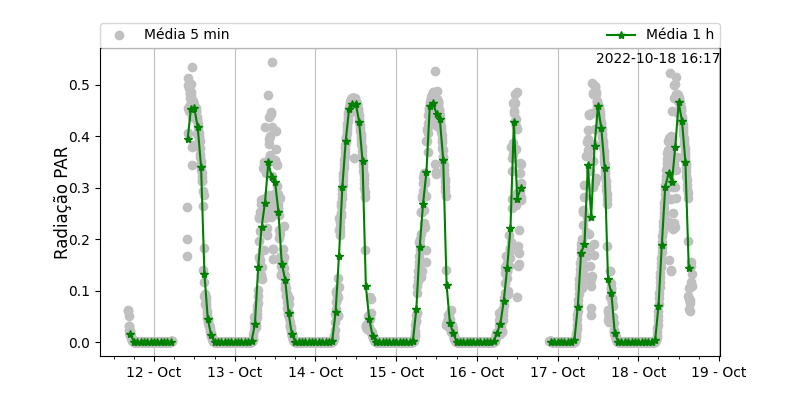 Média 5 min
Média 1 h
2022-10-18 16:17
Radiação PAR
0.5
0.4
0.3
0.2
0.1
0.0
12 - Oct
13 - Oct
14 - Oct
15 - Oct
16 - Oct
17 - Oct
18 - Oct
19 - Oct